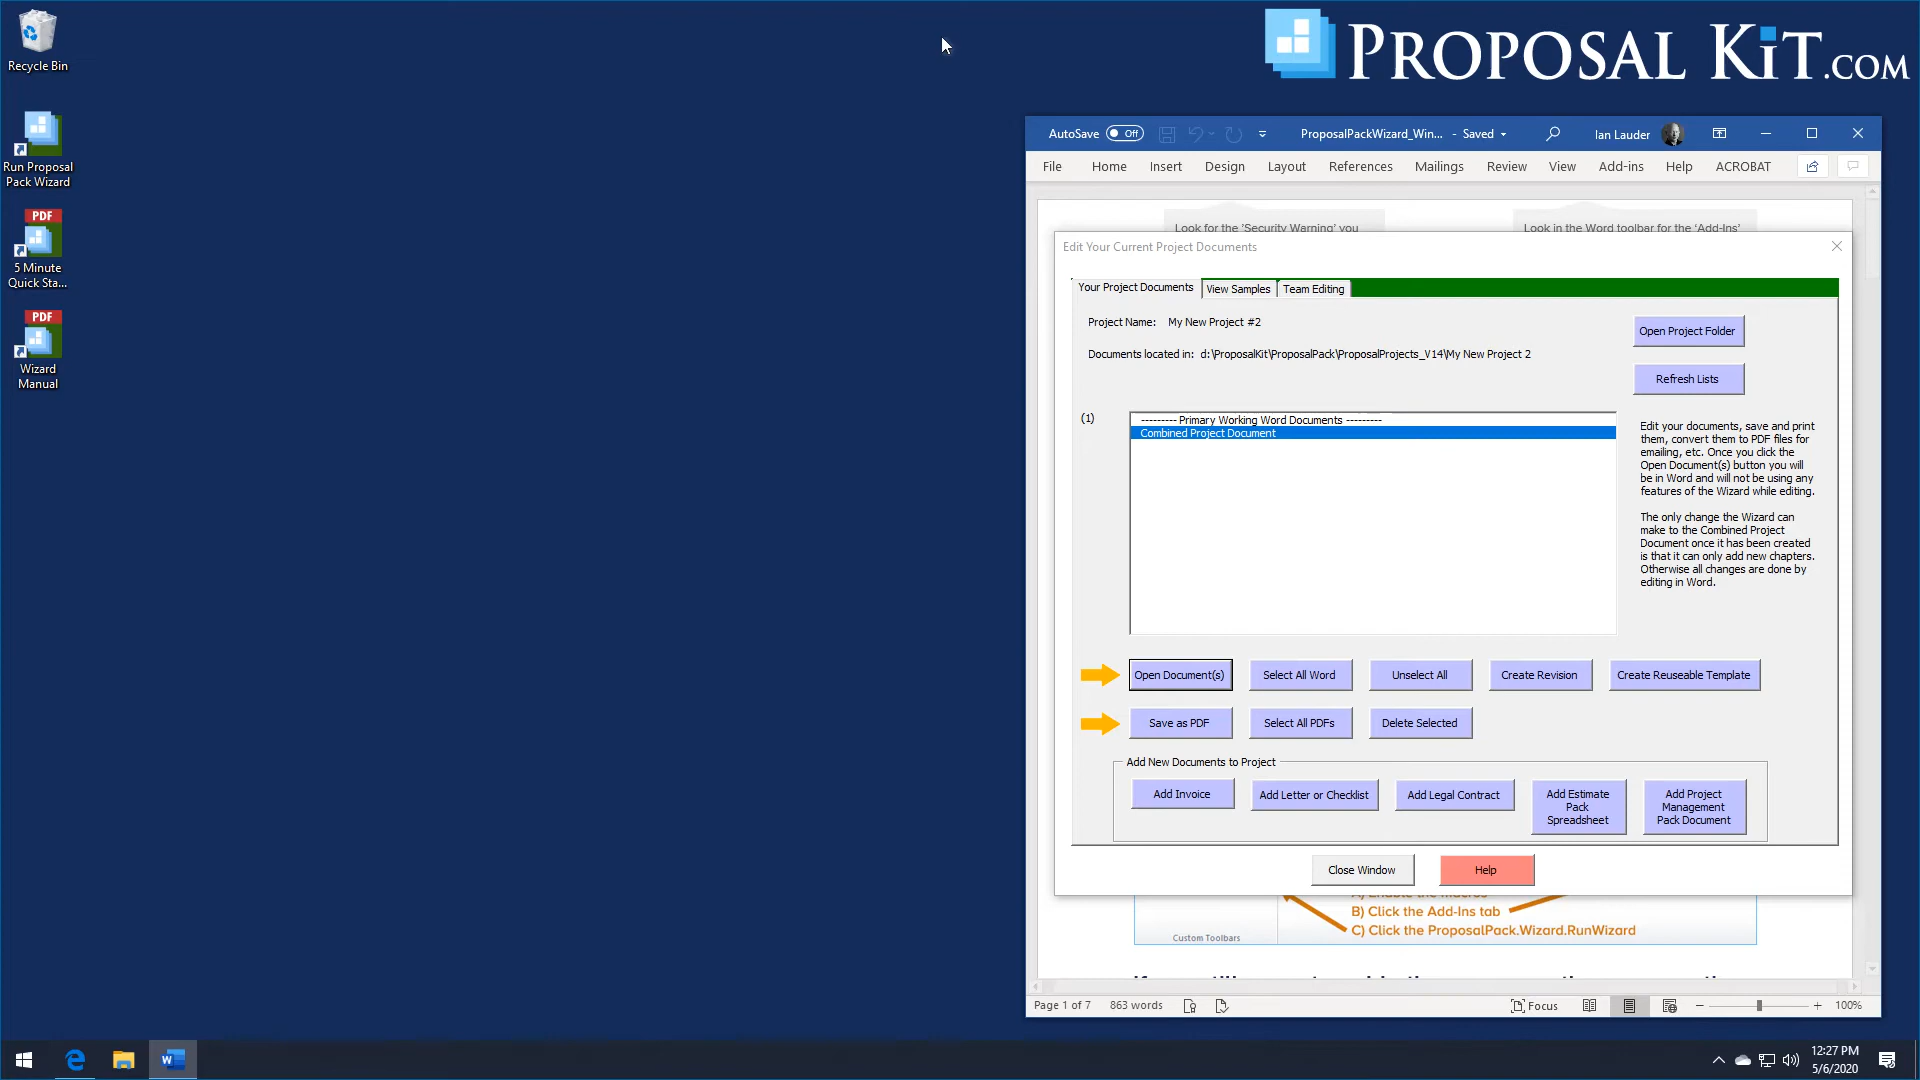 Recycle Bin
Run Proposal
Pack Wizard
PDF
5 Minute
Quick Sta...
PDF
Wizard
Manual
PROPOSAL KIT.COM
AutoSave
Off
ProposalPackWizard_Win... - Saved
Ian Lauder
File
Home
Insert
Design
Layout
References
Mailings
Review
View
Add-ins
Help
ACROBAT
Look for the 'Security Warning' you
Look in the Word toolbar for the 'Add-Ins'
Edit Your Current Project Documents
Your Project Documents
View Samples
Team Editing
Project Name: My New Project #2
Open Project Folder
Documents located in: d:\ProposalKit\ProposalPack\ProposalProjects_V14\My New Project 2
Refresh Lists
(1)
--------- Primary Working Word Documents ---------
Combined Project Document
Edit your documents, save and print
them, convert them to PDF files for
emailing, etc. Once you click the
Open Document(s) button you will
be in Word and will not be using any
features of the Wizard while editing.
The only change the Wizard can
make to the Combined Project
Document once it has been created
is that it can only add new chapters.
Otherwise all changes are done by
editing in Word.
Open Document(s)
Select All Word
Unselect All
Create Revision
Create Reuseable Template
Save as PDF
Select All PDFs
Delete Selected
Add New Documents to Project
Add Invoice
Add Letter or Checklist
Add Legal Contract
Add Estimate
Pack
Spreadsheet
Add Project
Management
Pack Document
Close Window
Help
B) Click the Add-Ins tab
C) Click the ProposalPack.Wizard.RunWizard
Custom Toolbars
Page 1 of 7
863 words
Focus
100%
12:27 PM
5/6/2020